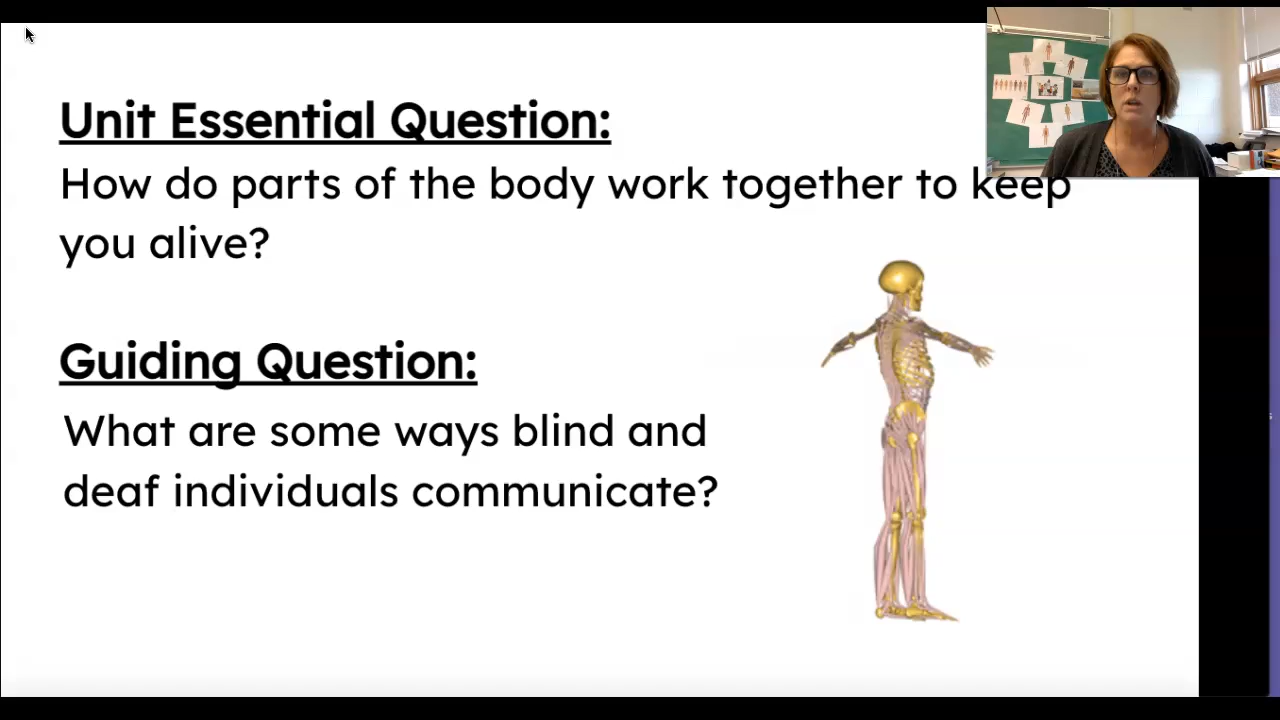 Unit Essential Question:
How do parts of the body work together to keep
you alive?
Guiding Question:
What are some ways blind and
deaf individuals communicate?